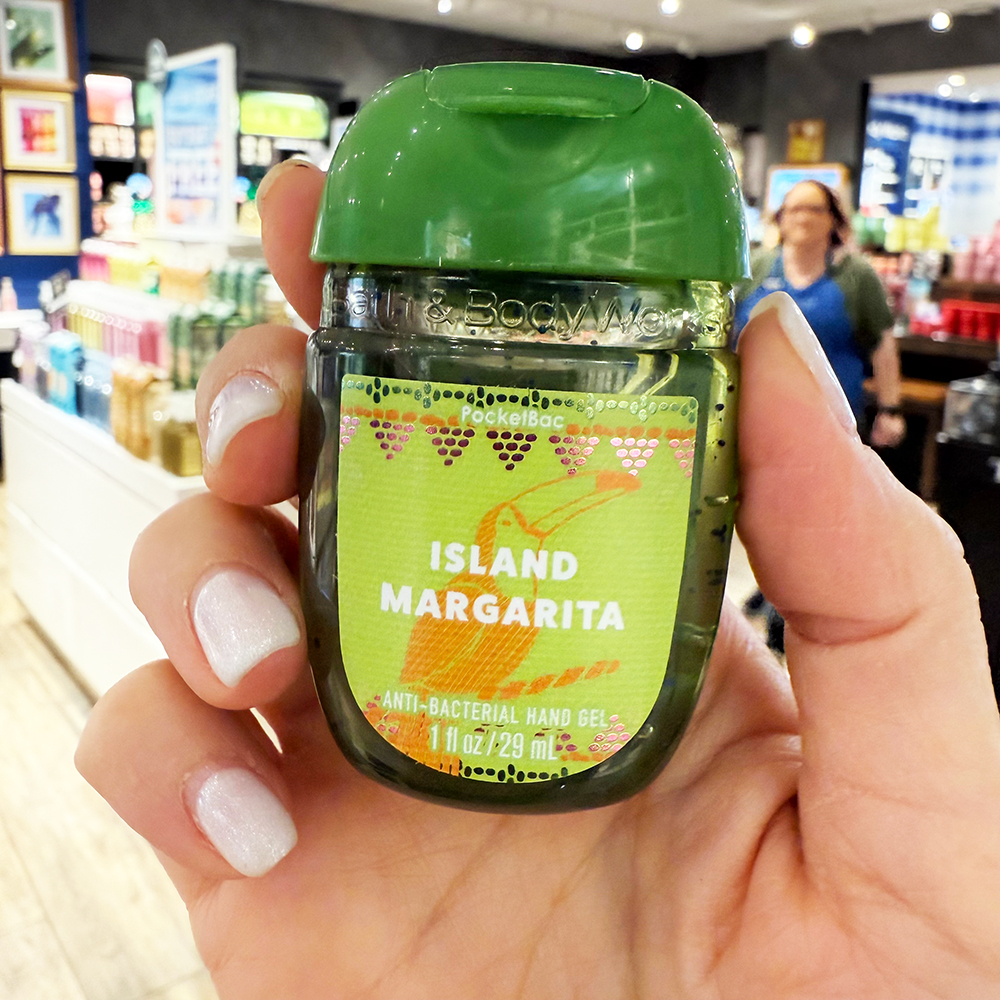 Bath & Body Works
PocketBac
ISLAND
MARGARITA
ANTI-BACTERIAL HAND GEL
1 fl oz / 29 mL